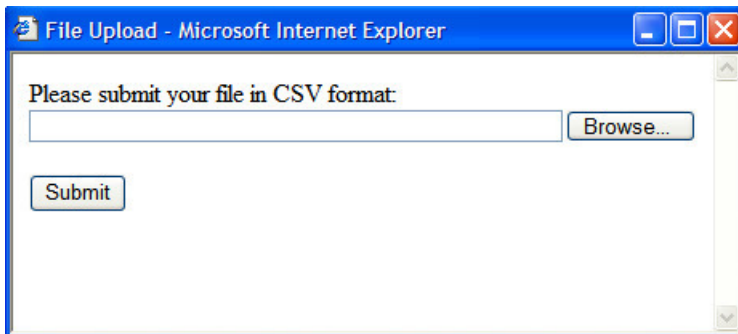 File Upload - Microsoft Internet Explorer
Please submit your file in CSV format:
Browse...
Submit